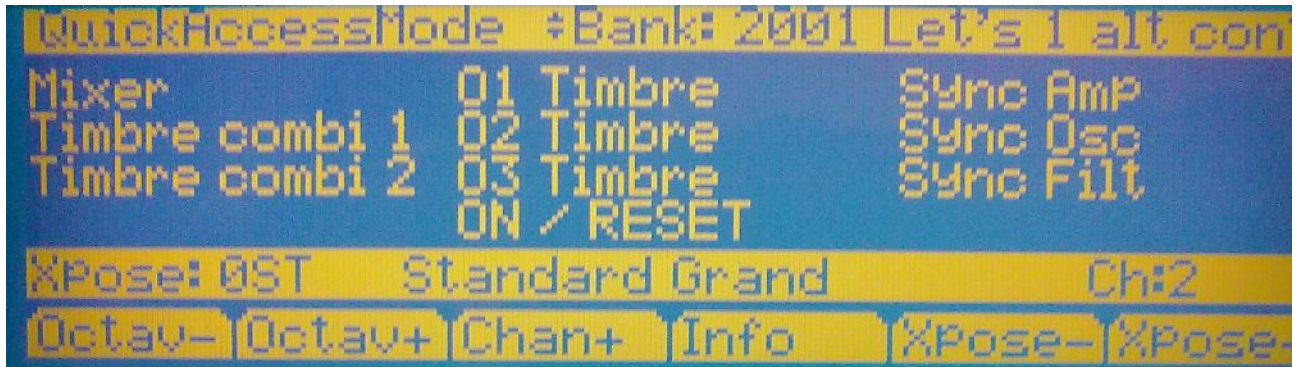 QuickAccessMode ÷Bank: 2001 Let's 1 alt con
Mixer 01 Timbre Sync Amp
Timbre combi 1 02 Timbre Sync Osc
Timbre combi 2 03 Timbre Sync Filt
ON / RESET
Xpose: 0ST Standard Grand Ch:2
Octav- Octav+ Chan+ Info Xpose- Xpose-